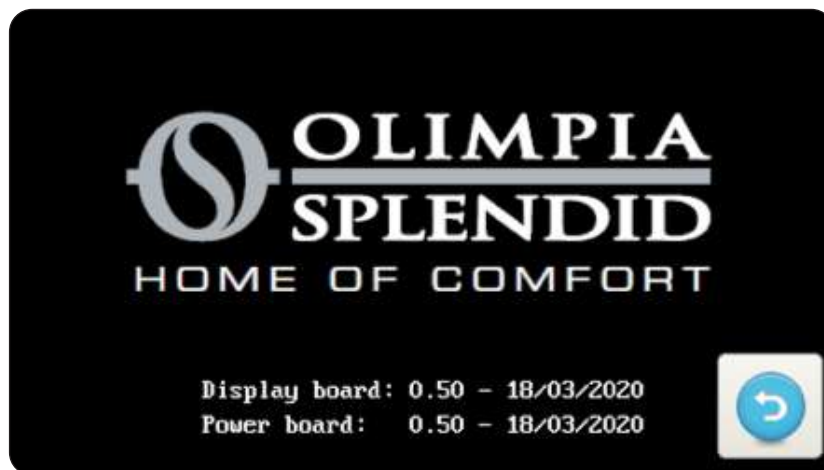 OLIMPIA
SPLENDID
HOME OF COMFORT
Display board: 0.50 - 18/03/2020
Power board: 0.50 - 18/03/2020